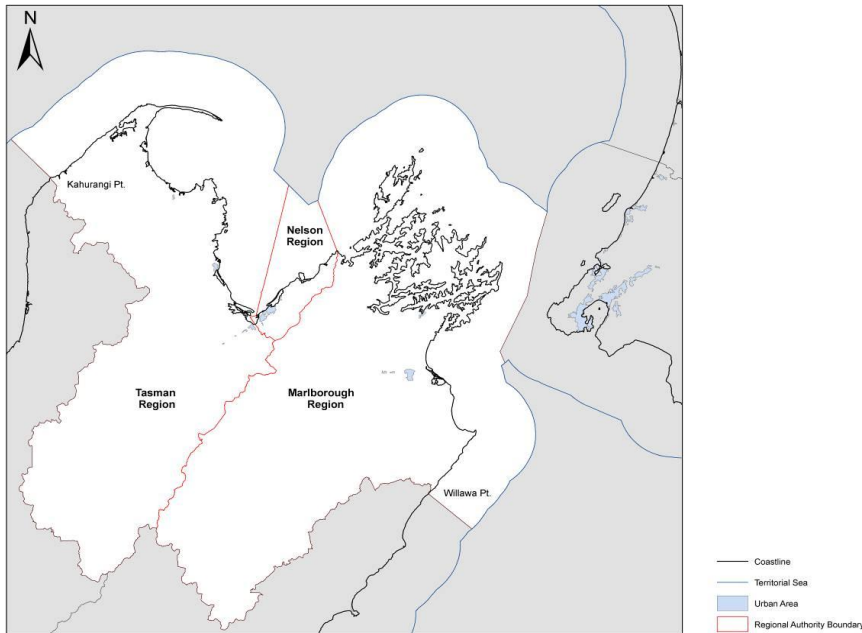 N
Kahurangi Pt.
Nelson
Region
Tasman
Region
Marlborough
Region
Willawa Pt.
Coastline
Territorial Sea
Urban Area
Regional Authority Boundary